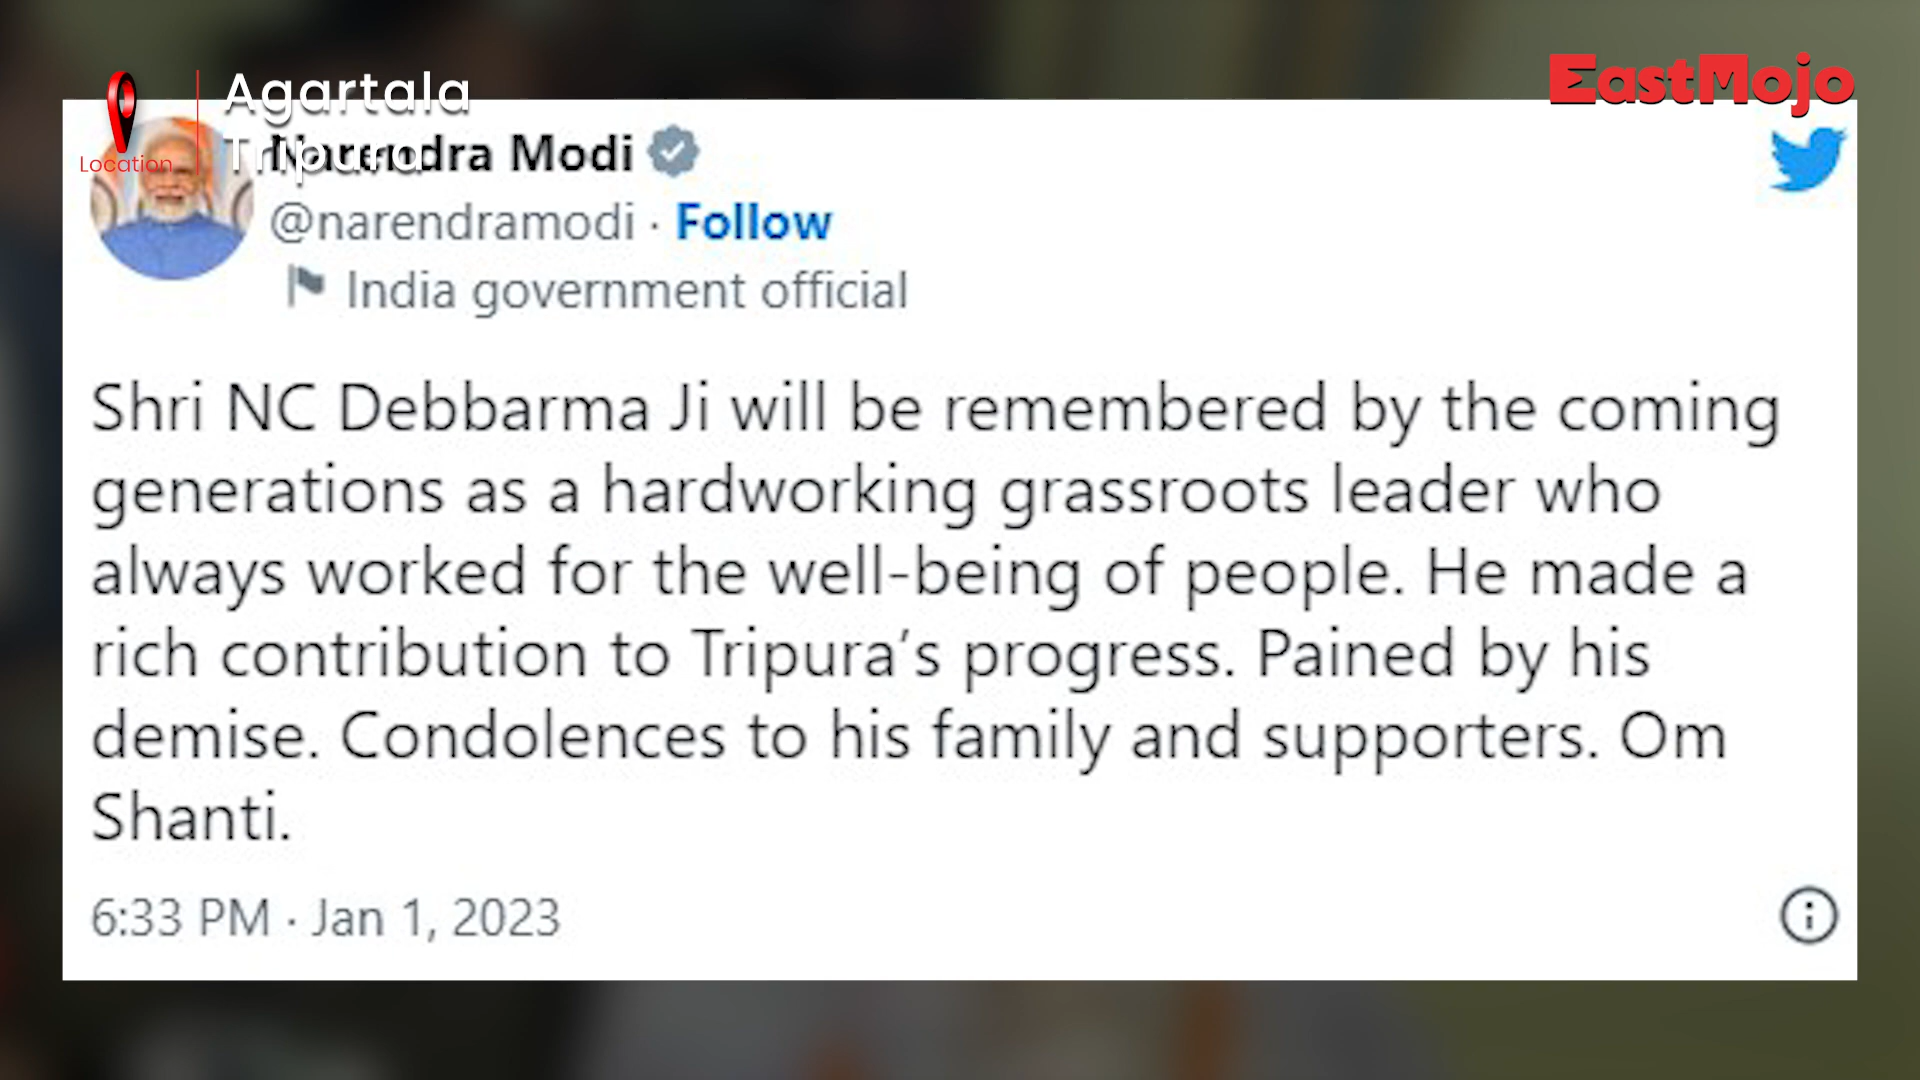 EastMojo
Location
Agartala
Tripura
Narendra Modi
@narendramodi · Follow
India government official
Shri NC Debbarma Ji will be remembered by the coming
generations as a hardworking grassroots leader who
always worked for the well-being of people. He made a
rich contribution to Tripura’s progress. Pained by his
demise. Condolences to his family and supporters. Om
Shanti.
6:33 PM · Jan 1, 2023